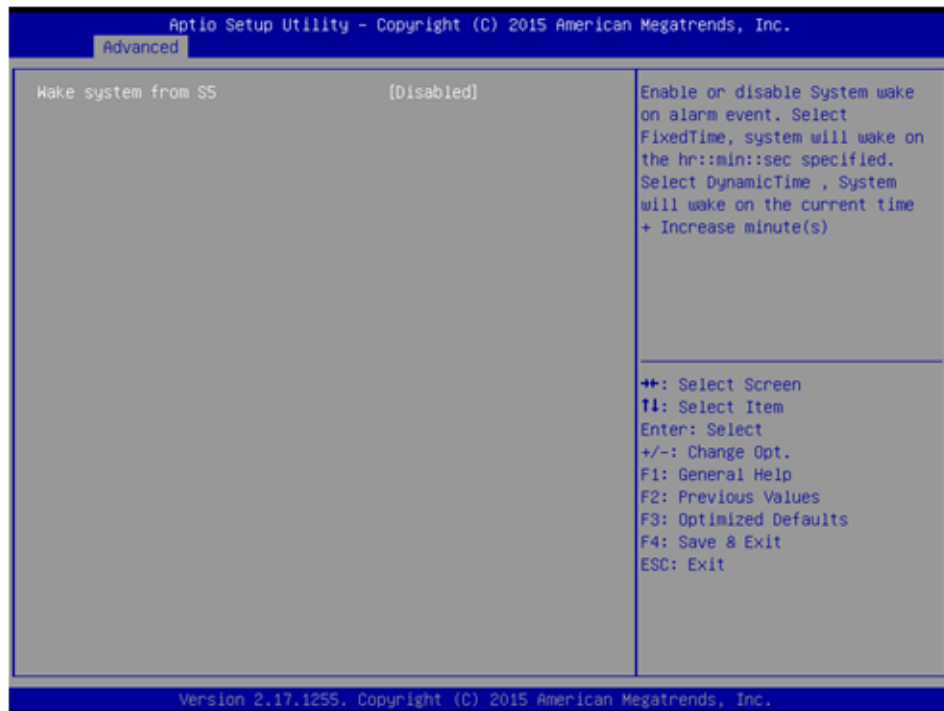 Aptio Setup Utility – Copyright (C) 2015 American Megatrends, Inc.
Advanced
Wake system from S5 [Disabled]
Enable or disable System wake
on alarm event. Select
FixedTime, system will wake on
the hr::min::sec specified.
Select DynamicTime , System
will wake on the current time
+ Increase minute(s)
→←: Select Screen
↑↓: Select Item
Enter: Select
+/-: Change Opt.
F1: General Help
F2: Previous Values
F3: Optimized Defaults
F4: Save & Exit
ESC: Exit
Version 2.17.1255. Copyright (C) 2015 American Megatrends, Inc.